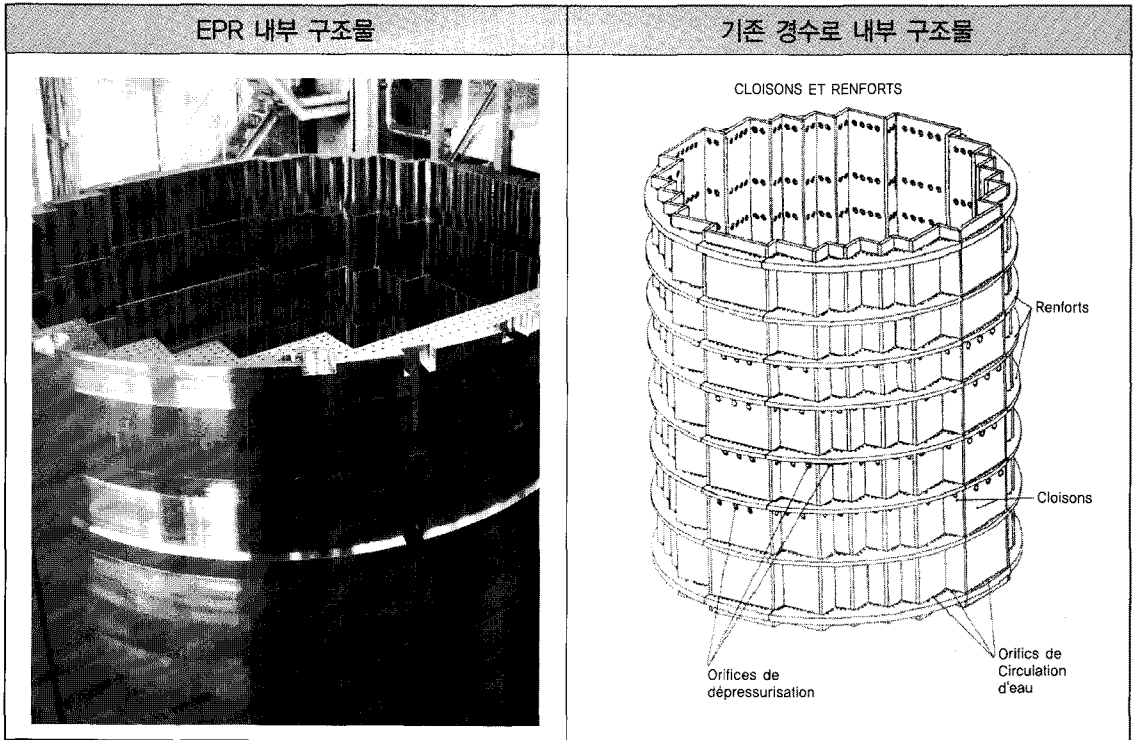 EPR 내부 구조물
기존 경수로 내부 구조물
CLOISONS ET RENFORTS
Renforts
Cloisons
Orifices de
dépressurisation
Orifics de
Circulation
d'eau